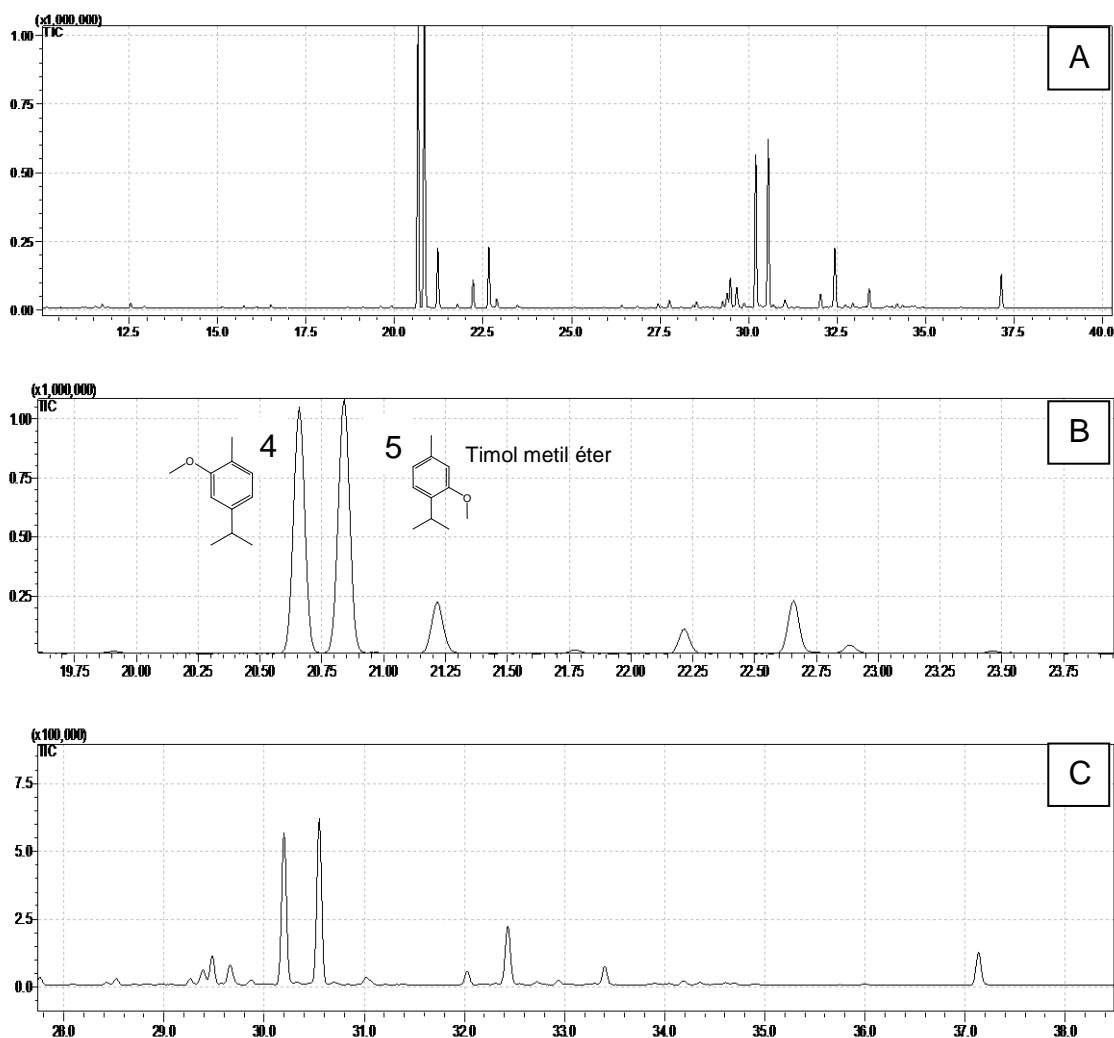 (x1,000,000)
TIC
A
1.00
0.75
0.50
0.25
0.00
12.5 15.0 17.5 20.0 22.5 25.0 27.5 30.0 32.5 35.0 37.5 40.0
(x1,000,000)
TIC
B
1.00
4 5 Timol metil éter
O
O
0.75
0.50
0.25
19.75 20.00 20.25 20.50 20.75 21.00 21.25 21.50 21.75 22.00 22.25 22.50 22.75 23.00 23.25 23.50 23.75
(x100,000)
TIC
C
7.5
5.0
2.5
0.0
28.0 29.0 30.0 31.0 32.0 33.0 34.0 35.0 36.0 37.0 38.0